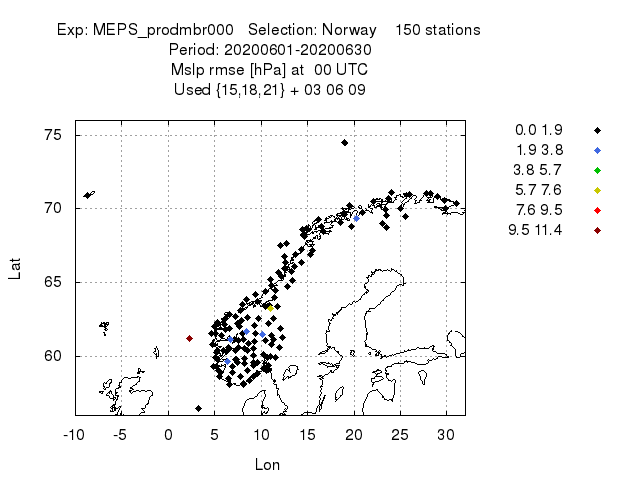 Exp: MEPS_prodmbr000 Selection: Norway 150 stations
Period: 20200601-20200630
Mslp rmse [hPa] at 00 UTC
Used {15,18,21} + 03 06 09
75
70
65
60
Lat
-10 -5 0 5 10 15 20 25 30
Lon
0.0 1.9
1.9 3.8
3.8 5.7
5.7 7.6
7.6 9.5
9.5 11.4